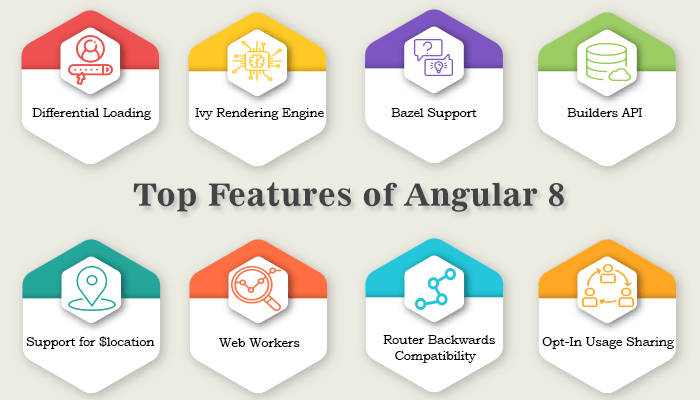 Differential Loading
Ivy Rendering Engine
Bazel Support
Builders API
Top Features of Angular 8
Support for $location
Web Workers
Router Backwards
Compatibility
Opt-In Usage Sharing